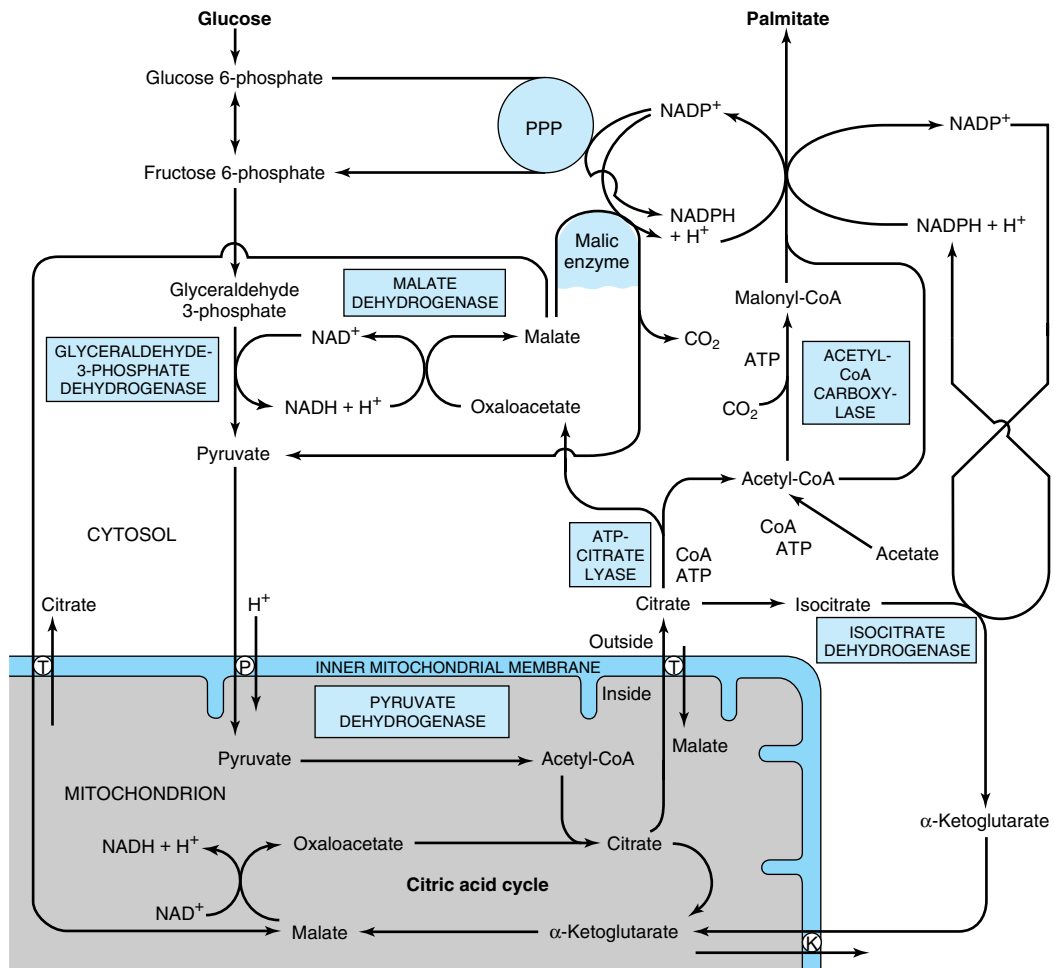 Glucose
Palmitate
Glucose 6-phosphate
PPP
NADP+
NADP+
Fructose 6-phosphate
NADPH
+ H+
NADPH + H+
Malic
enzyme
MALATE
DEHYDROGENASE
Glyceraldehyde
3-phosphate
Malonyl-CoA
NAD+
Malate
CO2
GLYCERALDEHYDE-
3-PHOSPHATE
DEHYDROGENASE
ATP
ACETYL-
CoA
CARBOXY-
LASE
NADH + H+
Oxaloacetate
CO2
Pyruvate
Acetyl-CoA
CYTOSOL
ATP-
CITRATE
LYASE
CoA
ATP
CoA
ATP
Acetate
Citrate
H+
Citrate
Isocitrate
Outside
ISOCITRATE
DEHYDROGENASE
T
P
INNER MITOCHONDRIAL MEMBRANE
T
Inside
PYRUVATE
DEHYDROGENASE
Malate
Pyruvate
Acetyl-CoA
MITOCHONDRION
α-Ketoglutarate
NADH + H+
Oxaloacetate
Citrate
Citric acid cycle
NAD+
Malate
α-Ketoglutarate
K